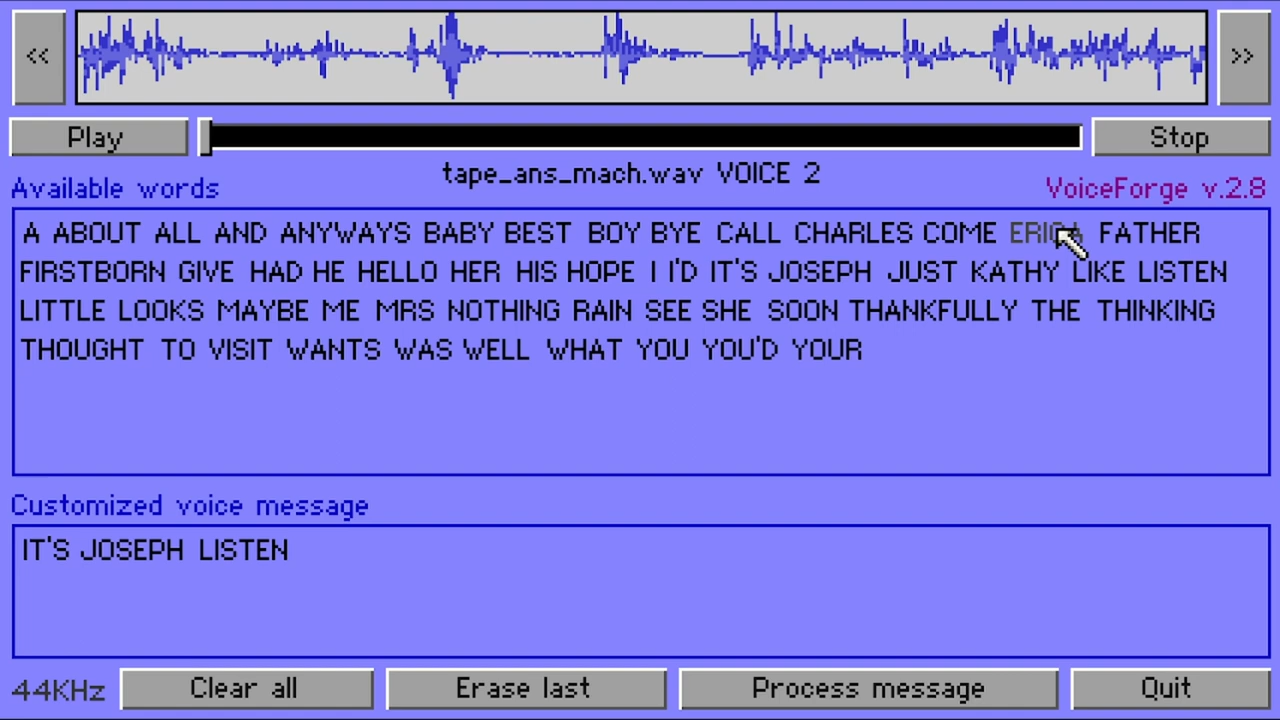 << >>
Play Stop
tape_ans_mach.wav VOICE 2
Available words VoiceForge v.2.8
A ABOUT ALL AND ANYWAYS BABY BEST BOY BYE CALL CHARLES COME FATHER
FIRSTBORN GIVE HAD HE HELLO HER HIS HOPE I I'D IT'S JOSEPH JUST KATHY LIKE LISTEN
LITTLE LOOKS MAYBE ME MRS NOTHING RAIN SEE SHE SOON THANKFULLY THE THINKING
THOUGHT TO VISIT WANTS WAS WELL WHAT YOU YOU'D YOUR
Customized voice message
IT'S JOSEPH LISTEN
44KHz Clear all Erase last Process message Quit